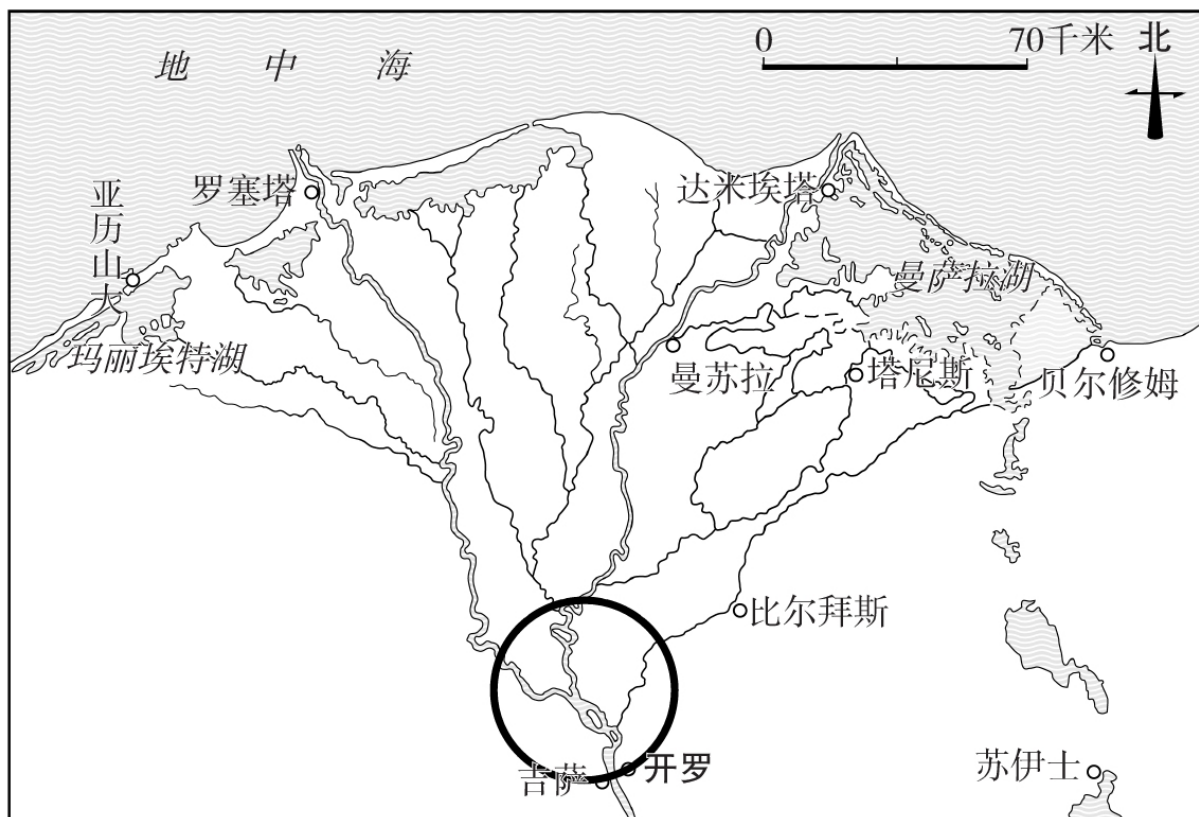 地中海
0 70千米 北
亚历山大
罗塞塔
达米埃塔
曼萨拉湖
玛丽埃特湖
曼苏拉
塔尼斯
贝尔修姆
比尔拜斯
吉萨
开罗
苏伊士